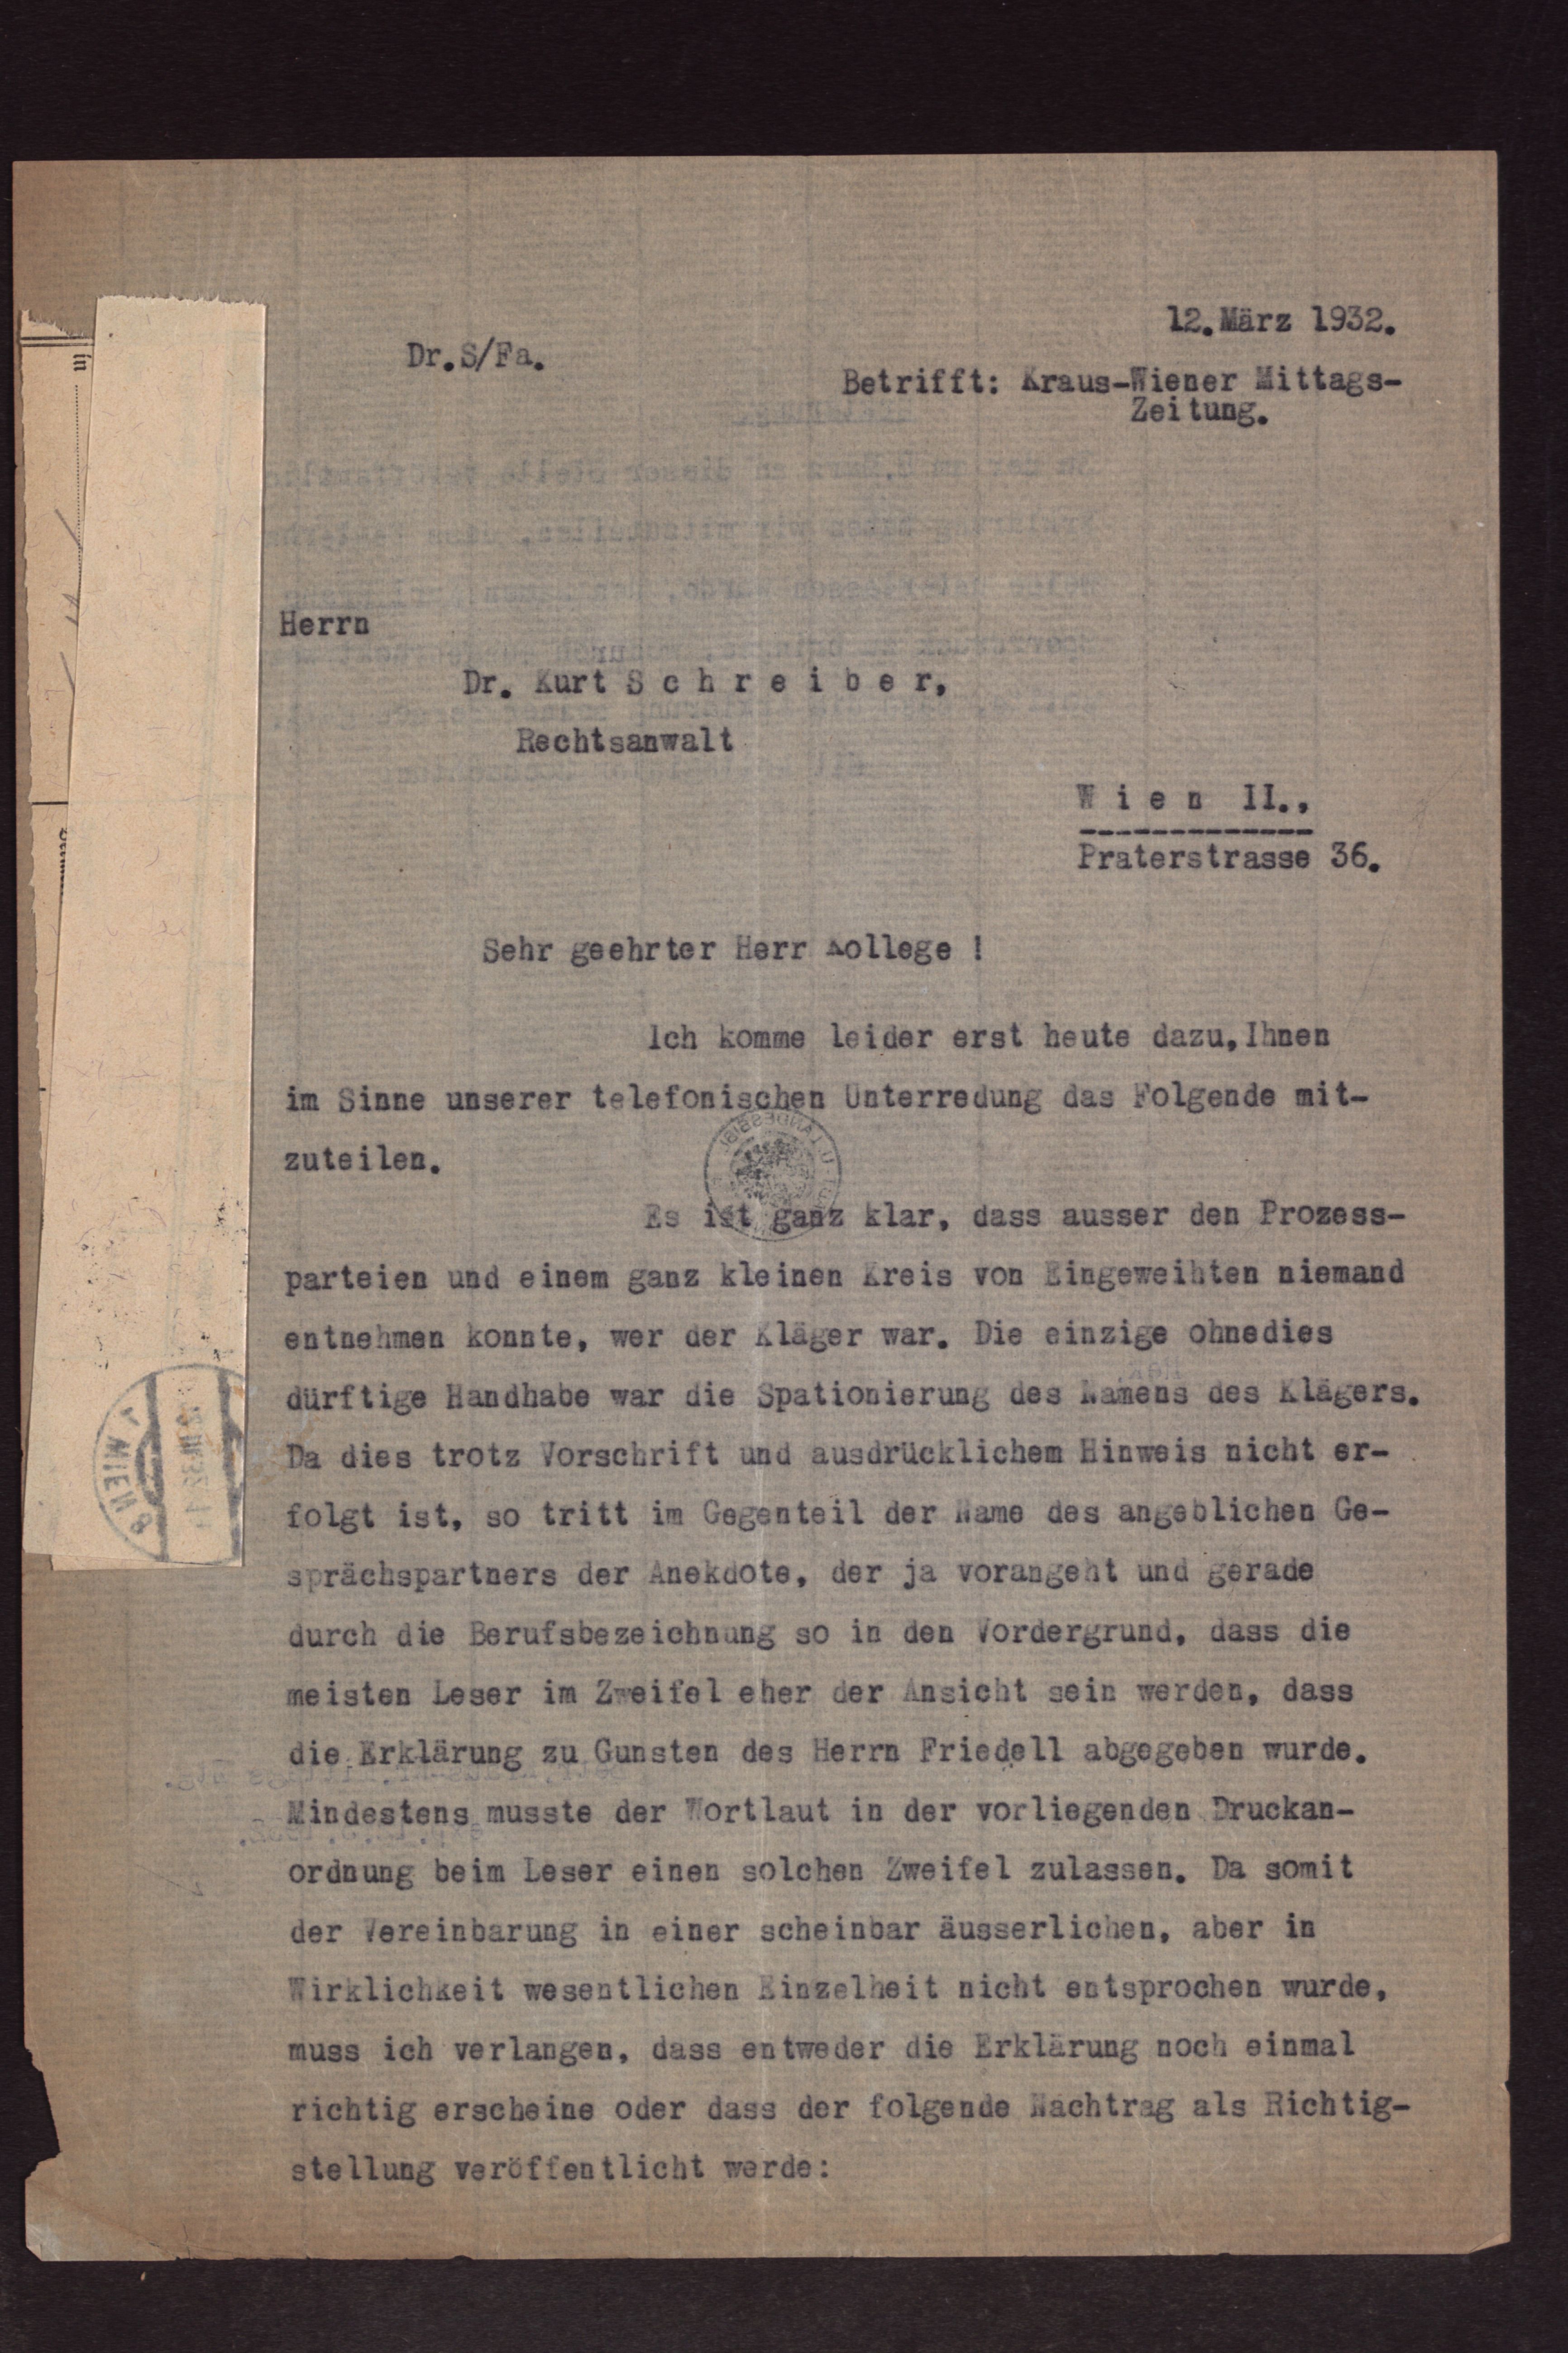 12.März 1932.
Dr.S/Fa.
Betrifft: Kraus-Wiener Mittags-
Zeitung.
Herrn
Dr. Kurt S c h r e i b e r,
Rechtsanwalt
W i e n II.,
Praterstrasse 36.
Sehr geehrter Herr Kollege !
Ich komme leider erst heute dazu,Ihnen
im Sinne unserer telefonischen Unterredung das Folgende mit-
zuteilen.
Es ist ganz klar, dass ausser den Prozess-
parteien und einem ganz kleinen Kreis von Eingeweihten niemand
entnehmen konnte, wer der Kläger war. Die einzige ohnedies
dürftige Handhabe war die Spationierung des Namens des Klägers.
Da dies trotz Vorschrift und ausdrücklichem Hinweis nicht er-
folgt ist, so tritt im Gegenteil der Name des angeblichen Ge-
sprächspartners der Anekdote, der ja vorangeht und gerade
durch die Berufsbezeichnung so in den Vordergrund, dass die
meisten Leser im Zweifel eher der Ansicht sein werden, dass
die Erklärung zu Gunsten des Herrn Friedell abgegeben wurde.
Mindestens musste der Wortlaut in der vorliegenden Druckan-
ordnung beim Leser einen solchen Zweifel zulassen. Da somit
der Vereinbarung in einer scheinbar äusserlichen, aber in
Wirklichkeit wesentlichen Einzelheit nicht entsprochen wurde,
muss ich verlangen, dass entweder die Erklärung noch einmal
richtig erscheine oder dass der folgende Nachtrag als Richtig-
stellung veröffentlicht werde:
in
WIEN